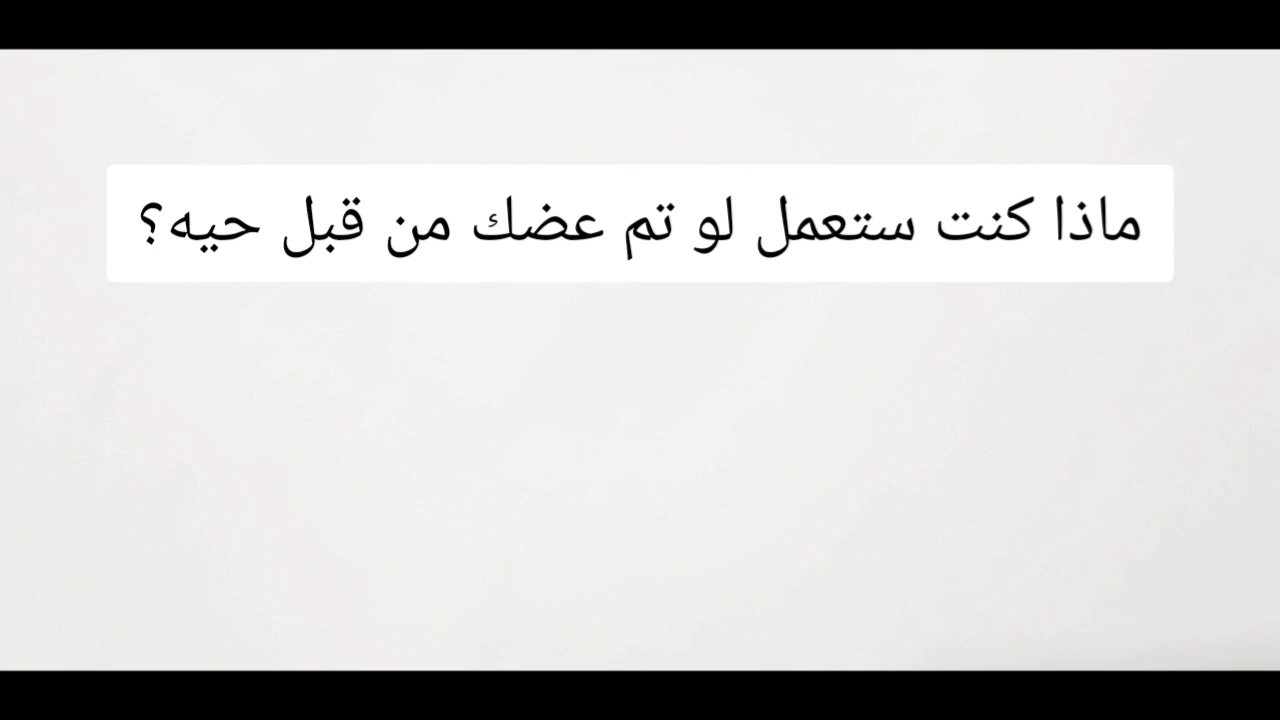 ماذا كنت ستعمل لو تم عضك من قبل حيه؟